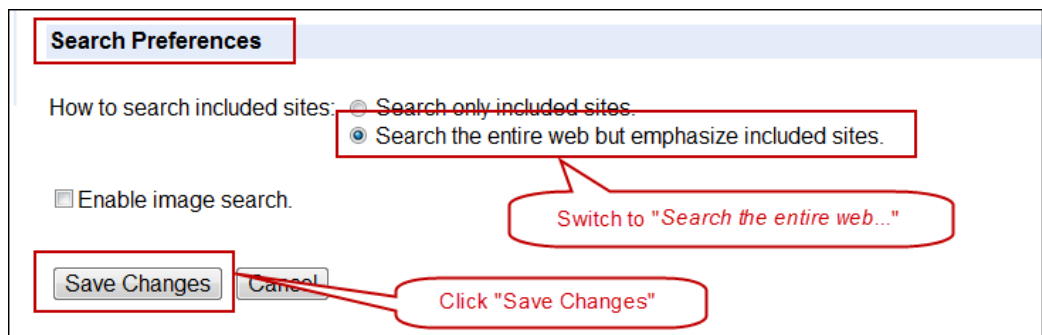 Search Preferences
How to search included sites: Search only included sites.
Search the entire web but emphasize included sites.
Enable image search.
Switch to "Search the entire web..."
Save Changes Cancel
Click "Save Changes"